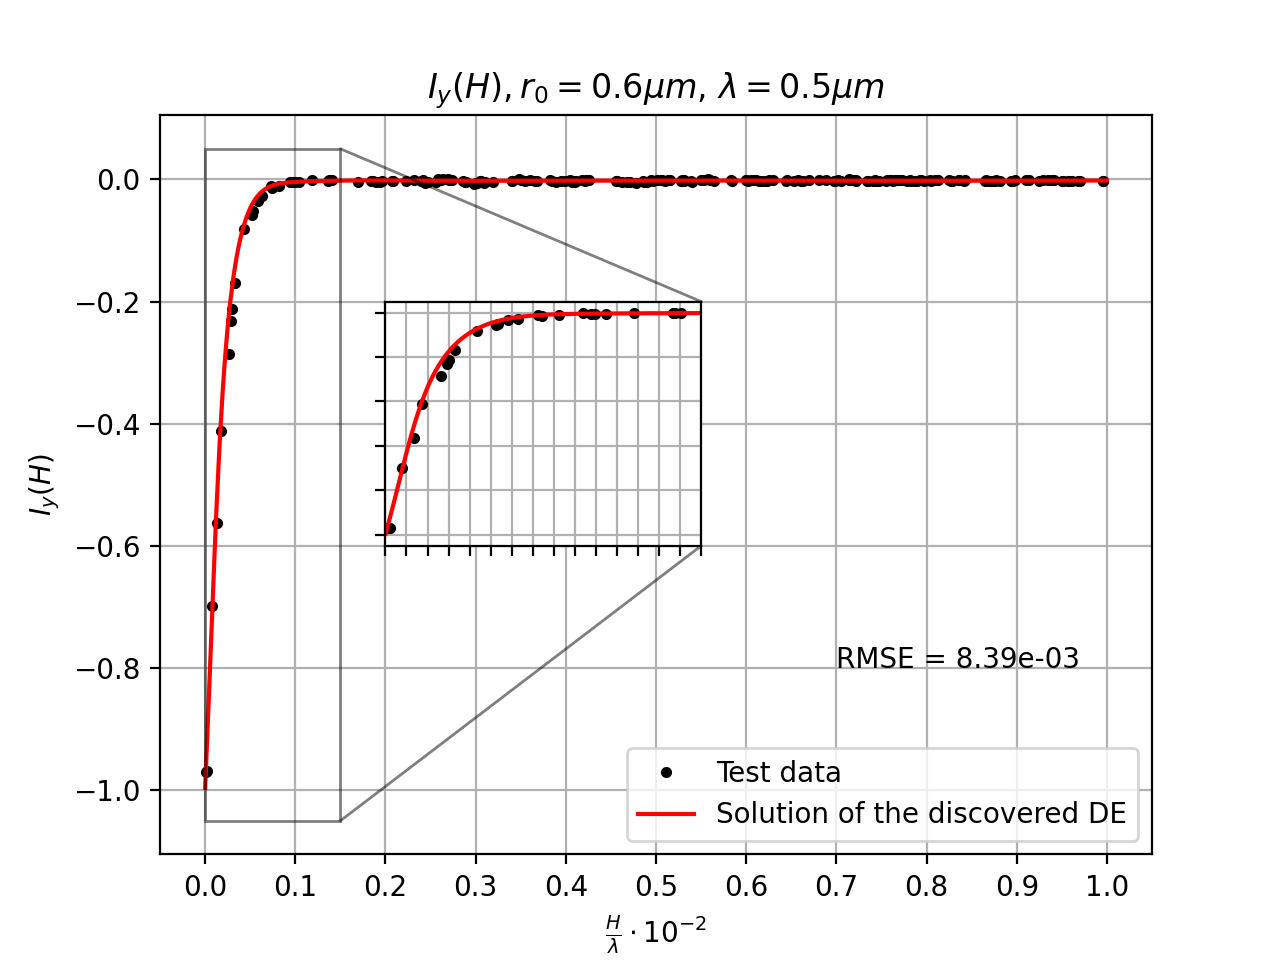 I_y(H), r_0 = 0.6μm, λ = 0.5μm
I_y(H)
0.0
−0.2
−0.4
−0.6
−0.8
−1.0
RMSE = 8.39e-03
Test data
Solution of the discovered DE
0.0 0.1 0.2 0.3 0.4 0.5 0.6 0.7 0.8 0.9 1.0
H/λ · 10^−2